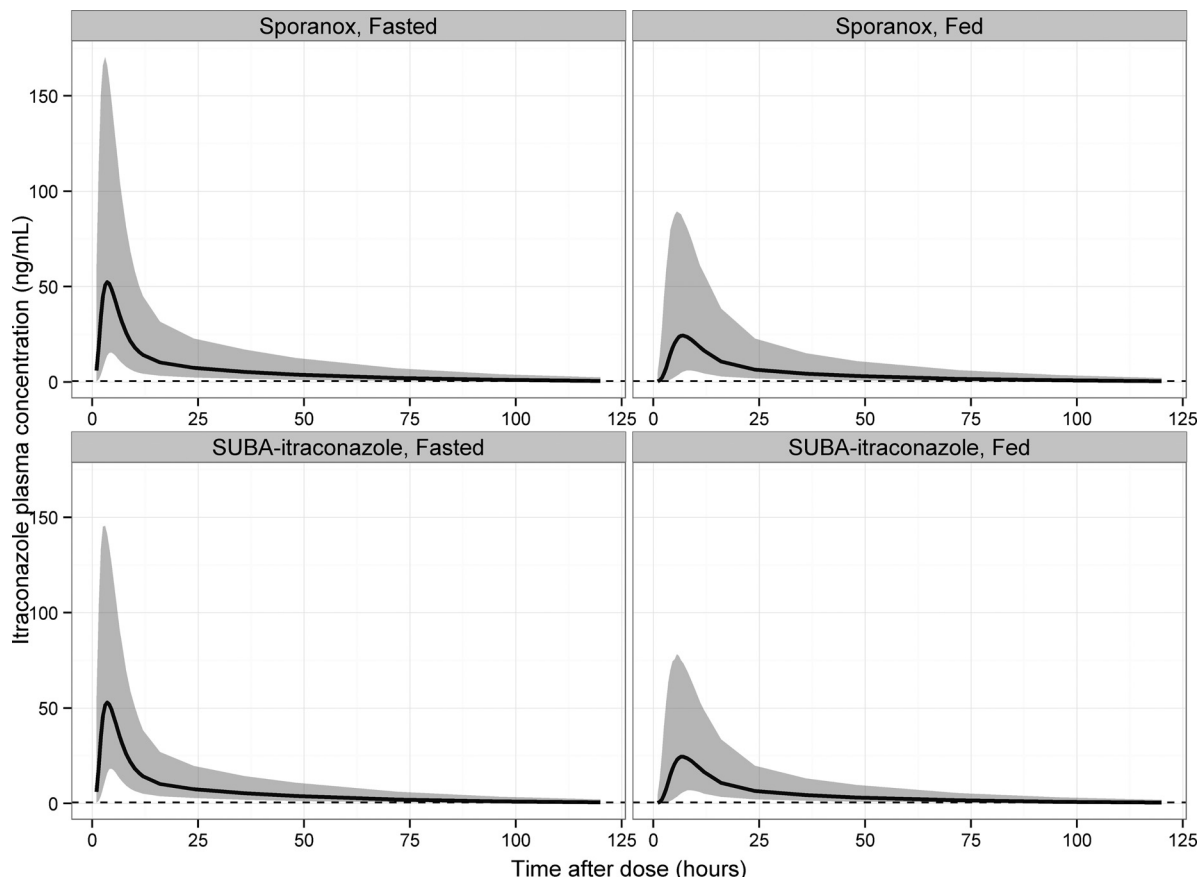 Sporanox, Fasted
Sporanox, Fed
150
100
50
0
0 25 50 75 100 125
0 25 50 75 100 125
SUBA-itraconazole, Fasted
SUBA-itraconazole, Fed
150
100
50
0
0 25 50 75 100 125
0 25 50 75 100 125
Itraconazole plasma concentration (ng/mL)
Time after dose (hours)